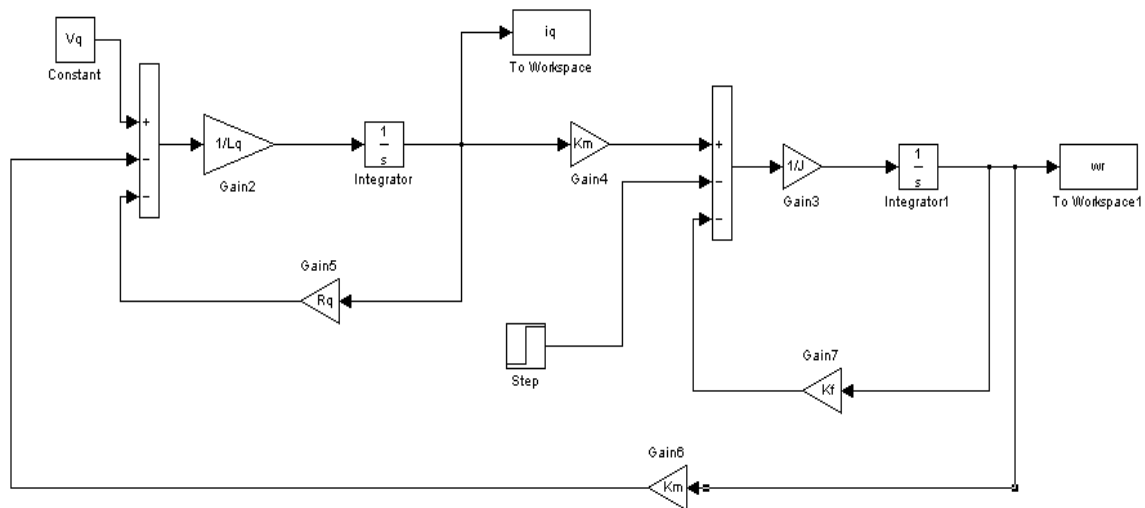 Vq
Constant
+
−
−
1/Lq
Gain2
1
s
Integrator
iq
To Workspace
Km
Gain4
+
−
−
1/J
Gain3
1
s
Integrator1
wr
To Workspace1
Gain5
Rq
Step
Gain7
Kf
Gain6
Km